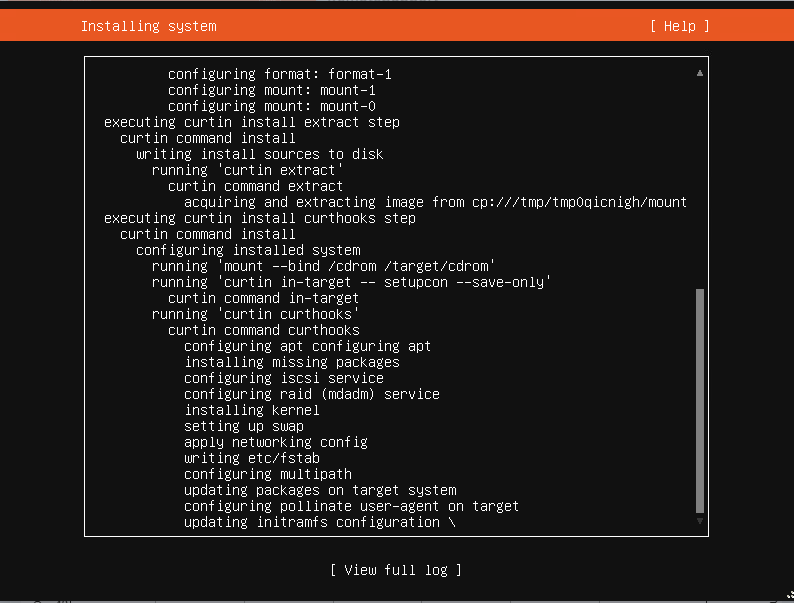 Installing system
[ Help ]
configuring format: format-1
configuring mount: mount-1
configuring mount: mount-0
executing curtin install extract step
curtin command install
writing install sources to disk
running 'curtin extract'
curtin command extract
acquiring and extracting image from cp:///tmp/tmp0qicnigh/mount
executing curtin install curthooks step
curtin command install
configuring installed system
running 'mount --bind /cdrom /target/cdrom'
running 'curtin in-target -- setupcon --save-only'
curtin command in-target
running 'curtin curthooks'
curtin command curthooks
configuring apt configuring apt
installing missing packages
configuring iscsi service
configuring raid (mdadm) service
installing kernel
setting up swap
apply networking config
writing etc/fstab
configuring multipath
updating packages on target system
configuring pollinate user-agent on target
updating initramfs configuration \
[ View full log ]